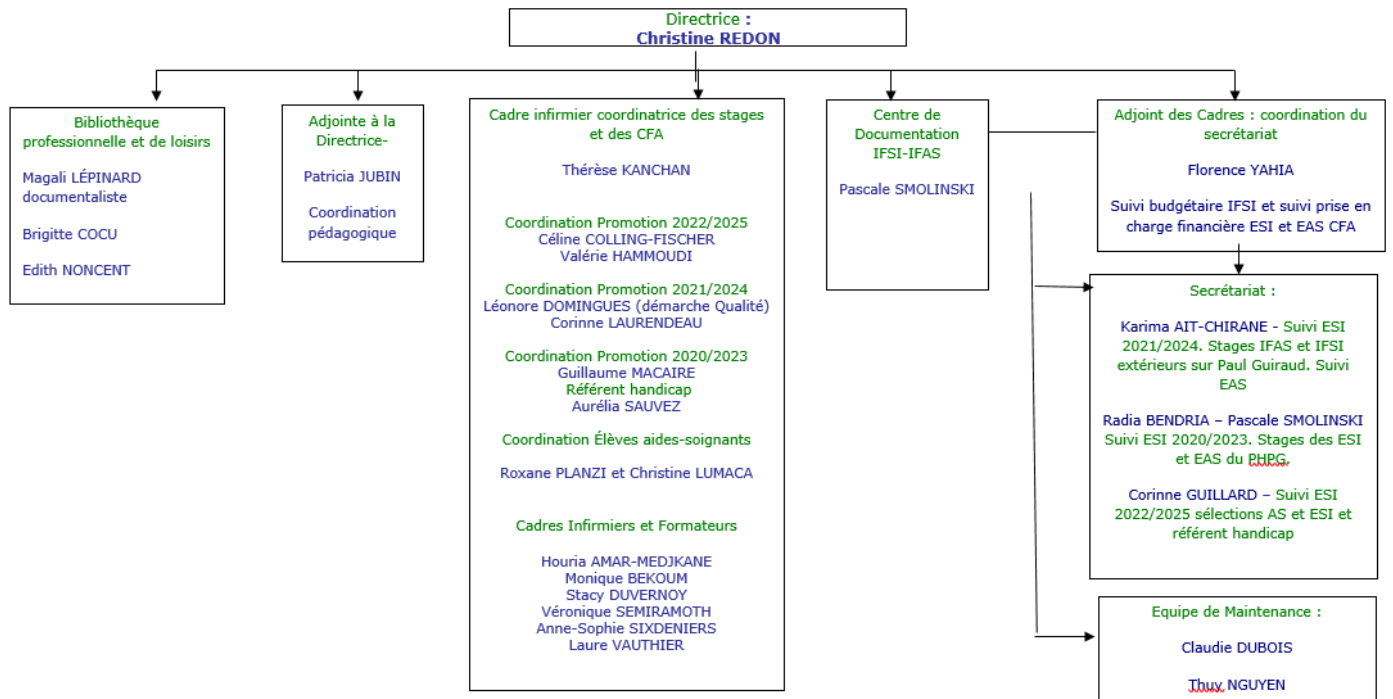 Directrice :
Christine REDON
Bibliothèque
professionnelle et de loisirs
Magali LÉPINARD
documentaliste
Brigitte COCU
Edith NONCENT
Adjointe à la
Directrice-
Patricia JUBIN
Coordination
pédagogique
Cadre infirmier coordinatrice des stages
et des CFA
Thérèse KANCHAN
Coordination Promotion 2022/2025
Céline COLLING-FISCHER
Valérie HAMMOUDI
Coordination Promotion 2021/2024
Léonore DOMINGUES (démarche Qualité)
Corinne LAURENDEAU
Coordination Promotion 2020/2023
Guillaume MACAIRE
Référent handicap
Aurélia SAUVEZ
Coordination Élèves aides-soignants
Roxane PLANZI et Christine LUMACA
Cadres Infirmiers et Formateurs
Houria AMAR-MEDJKANE
Monique BEKOUM
Stacy DUVERNOY
Véronique SEMIRAMOTH
Anne-Sophie SIXDENIERS
Laure VAUTHIER
Centre de
Documentation
IFSI-IFAS
Pascale SMOLINSKI
Adjoint des Cadres : coordination du
secrétariat
Florence YAHIA
Suivi budgétaire IFSI et suivi prise en
charge financière ESI et EAS CFA
Secrétariat :
Karima AIT-CHIRANE - Suivi ESI
2021/2024. Stages IFAS et IFSI
extérieurs sur Paul Guiraud. Suivi
EAS
Radia BENDRIA – Pascale SMOLINSKI
Suivi ESI 2020/2023. Stages des ESI
et EAS du PHPG.
Corinne GUILLARD – Suivi ESI
2022/2025 sélections AS et ESI et
référent handicap
Equipe de Maintenance :
Claudie DUBOIS
Thuy NGUYEN